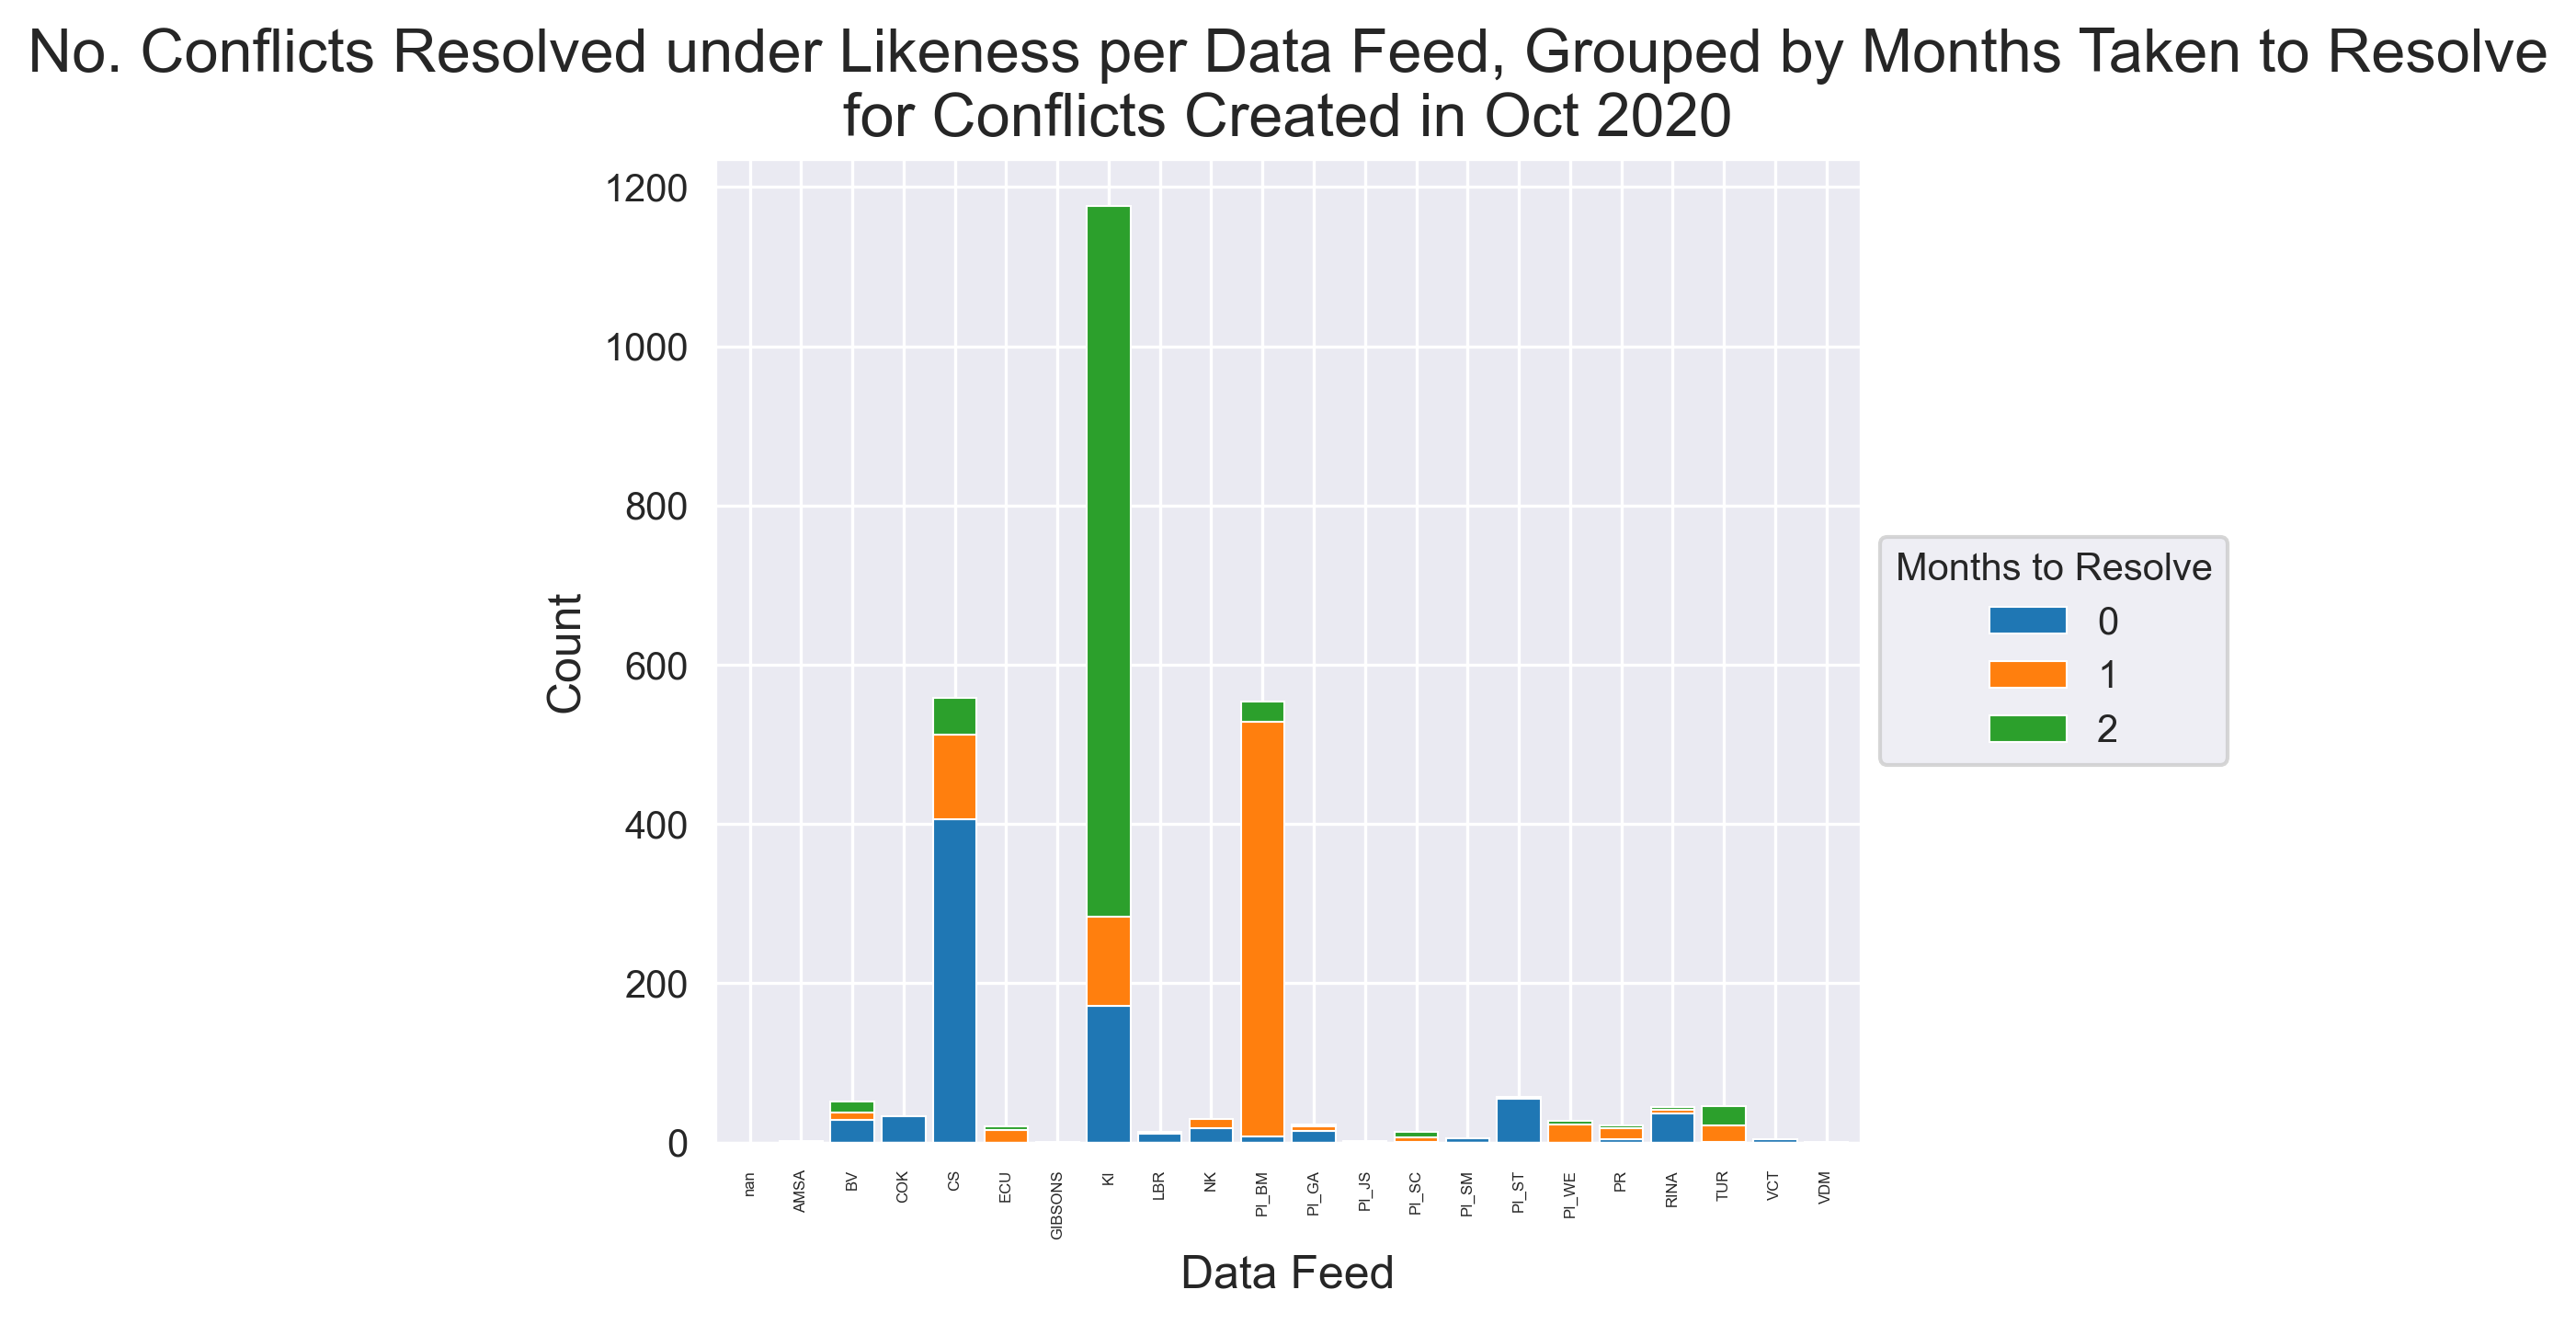 No. Conflicts Resolved under Likeness per Data Feed, Grouped by Months Taken to Resolve
for Conflicts Created in Oct 2020
1200
1000
800
600
400
200
0
Count
nan
AMSA
BV
COK
CS
ECU
GIBSONS
KI
LBR
NK
PI_BM
PI_GA
PI_JS
PI_SC
PI_SM
PI_ST
PI_WE
PR
RINA
TUR
VCT
VDM
Data Feed
Months to Resolve
0
1
2